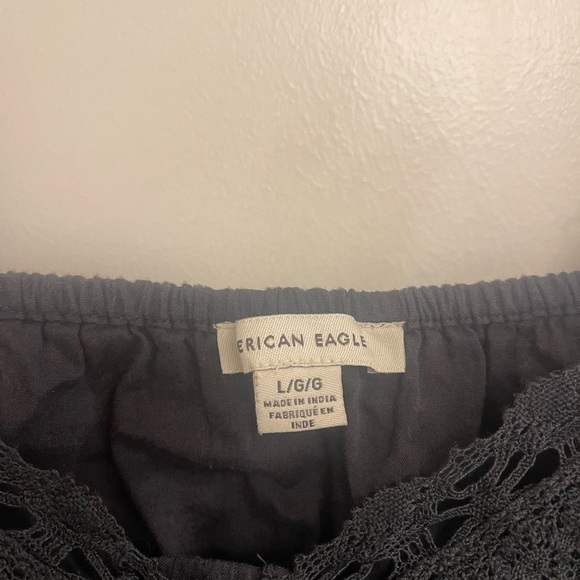 ERICAN EAGLE
L/G/G
MADE IN INDIA
FABRIQUÉ EN
INDE